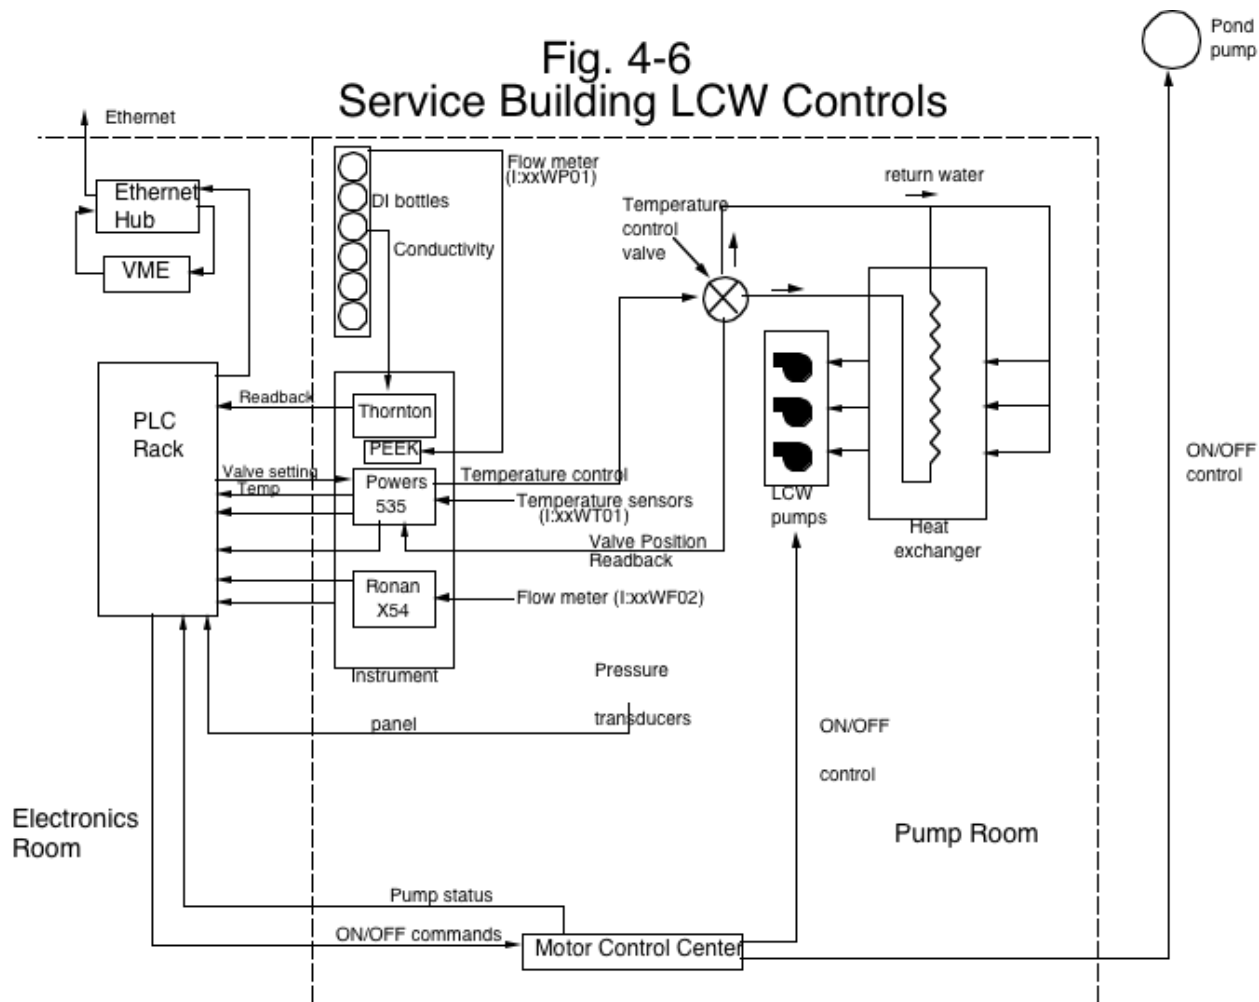 Pond
pump
Fig. 4-6
Service Building LCW Controls
Ethernet
Flow meter
(I:xxWP01)
return water
Ethernet
Hub
DI bottles
Temperature
control
valve
Conductivity
VME
Readback
Thornton
PLC
Rack
PEEK
ON/OFF
control
Valve setting
Temp
Powers
535
Temperature control
Temperature sensors
(I:xxWT01)
LCW
pumps
Heat
exchanger
Valve Position
Readback
Ronan
X54
Flow meter (I:xxWF02)
Instrument
Pressure
panel
transducers
ON/OFF
control
Electronics
Room
Pump Room
Pump status
ON/OFF commands
Motor Control Center